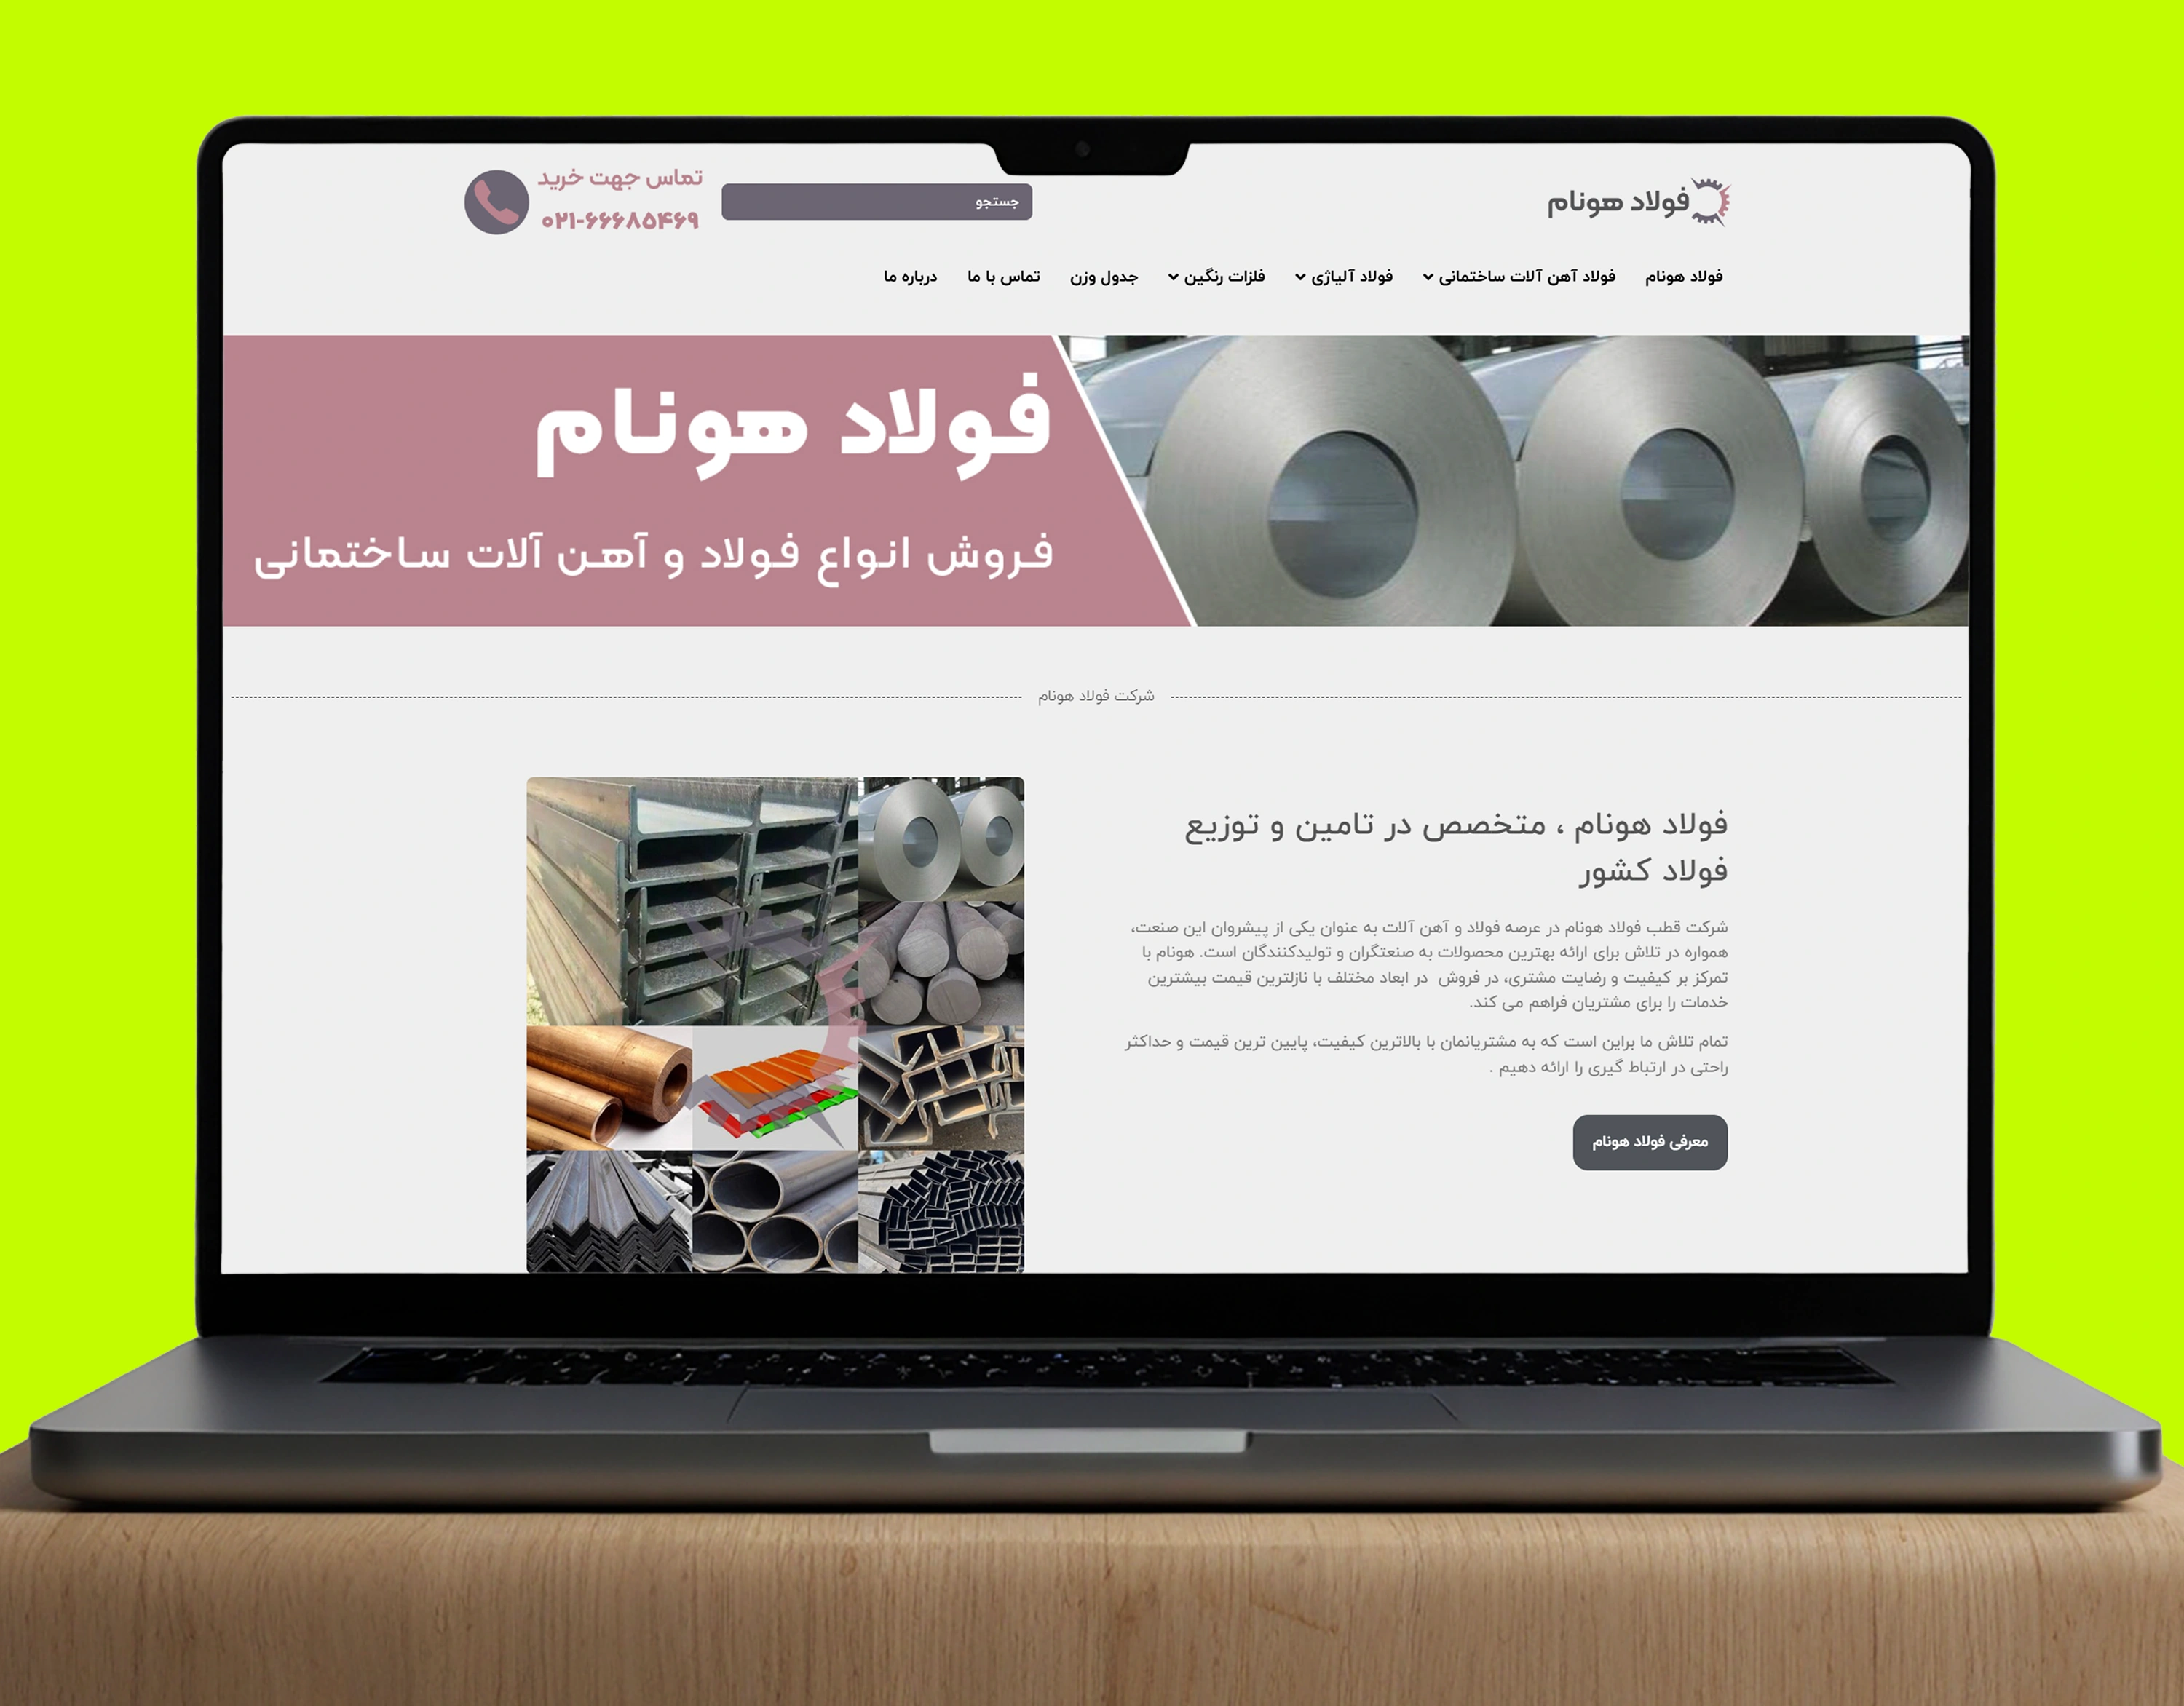 فولاد هونام
جستجو
تماس جهت خرید
۰۲۱-۶۶۶۸۵۴۶۹
فولاد هونام
فولاد آهن آلات ساختمانی
فولاد آلیاژی
فلزات رنگین
جدول وزن
تماس با ما
درباره ما
فولاد هونام
فروش انواع فولاد و آهن آلات ساختمانی
شرکت فولاد هونام
فولاد هونام ، متخصص در تامین و توزیع
فولاد کشور
شرکت قطب فولاد هونام در عرصه فولاد و آهن آلات به عنوان یکی از پیشروان این صنعت،
همواره در تلاش برای ارائه بهترین محصولات به صنعتگران و تولیدکنندگان است. هونام با
تمرکز بر کیفیت و رضایت مشتری، در فروش در ابعاد مختلف با نازلترین قیمت بیشترین
خدمات را برای مشتریان فراهم می کند.
تمام تلاش ما براین است که به مشتریانمان با بالاترین کیفیت، پایین ترین قیمت و حداکثر
راحتی در ارتباط گیری را ارائه دهیم .
معرفی فولاد هونام